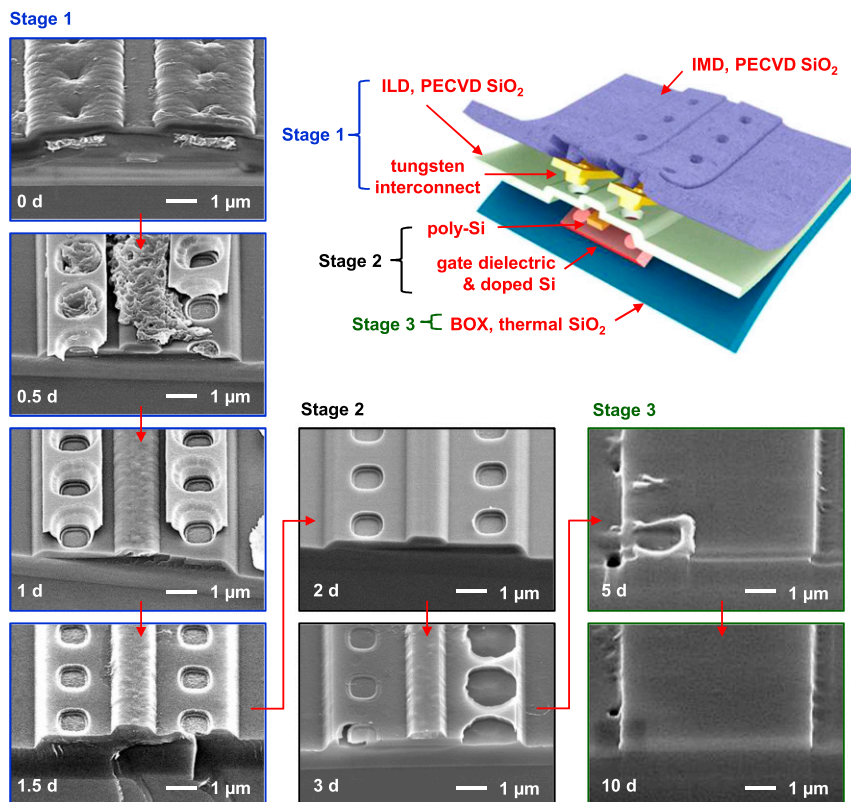 Stage 1
0 d
1 µm
0.5 d
1 µm
1 d
1 µm
1.5 d
1 µm
IMD, PECVD SiO₂
ILD, PECVD SiO₂
Stage 1
tungsten
interconnect
poly-Si
Stage 2
gate dielectric
& doped Si
Stage 3
BOX, thermal SiO₂
Stage 2
2 d
1 µm
3 d
1 µm
Stage 3
5 d
1 µm
10 d
1 µm